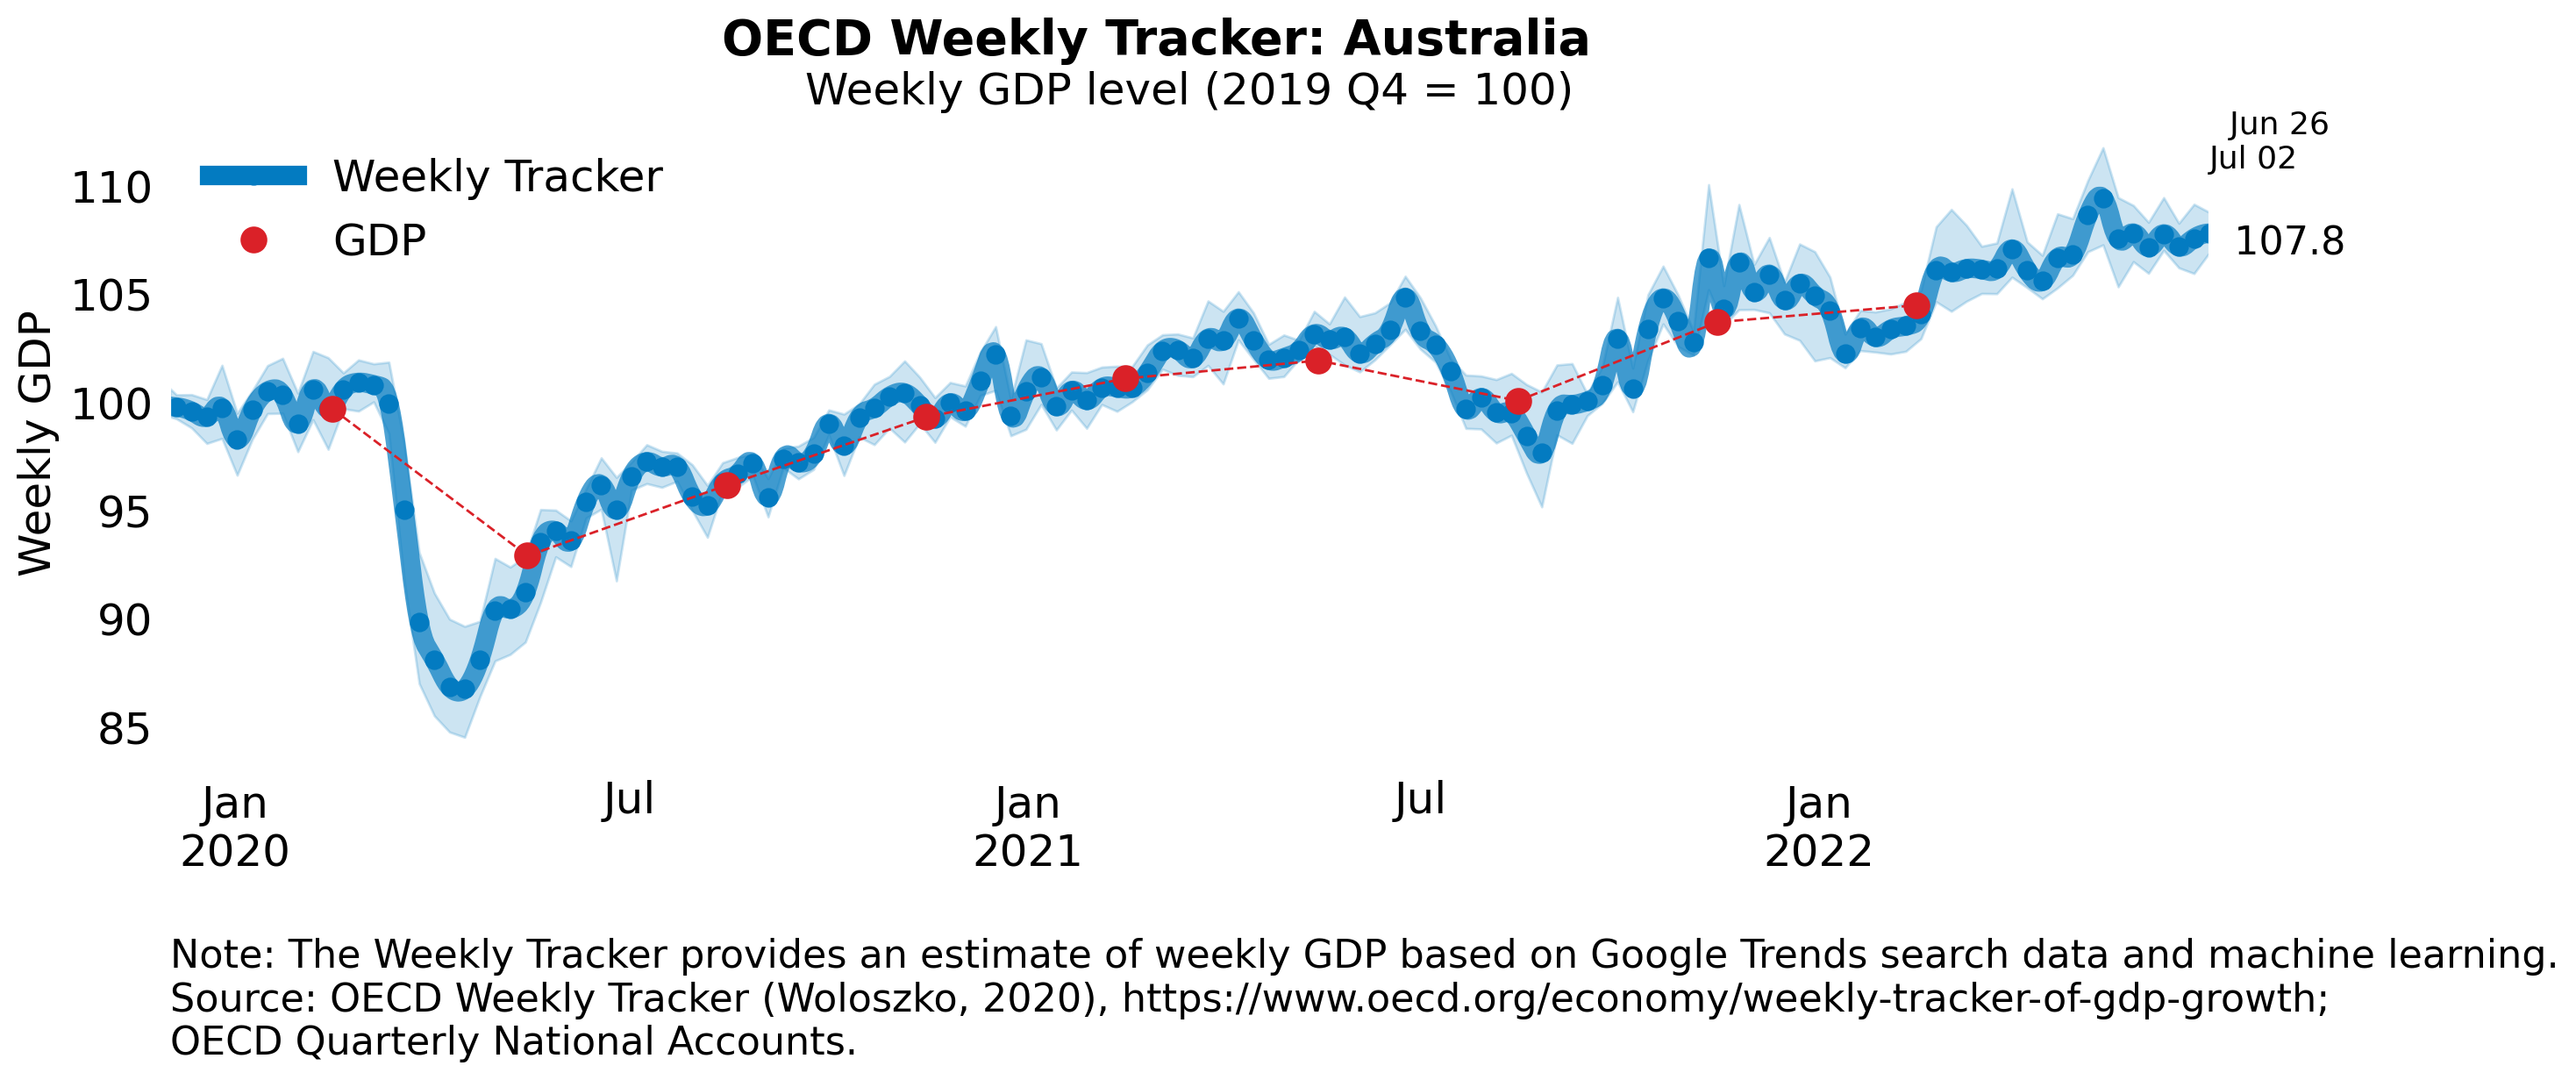 OECD Weekly Tracker: Australia
Weekly GDP level (2019 Q4 = 100)
Jun 26
Jul 02
Weekly Tracker
GDP
107.8
Weekly GDP
110
105
100
95
90
85
Jan
2020
Jul
Jan
2021
Jul
Jan
2022
Note: The Weekly Tracker provides an estimate of weekly GDP based on Google Trends search data and machine learning.
Source: OECD Weekly Tracker (Woloszko, 2020), https://www.oecd.org/economy/weekly-tracker-of-gdp-growth;
OECD Quarterly National Accounts.